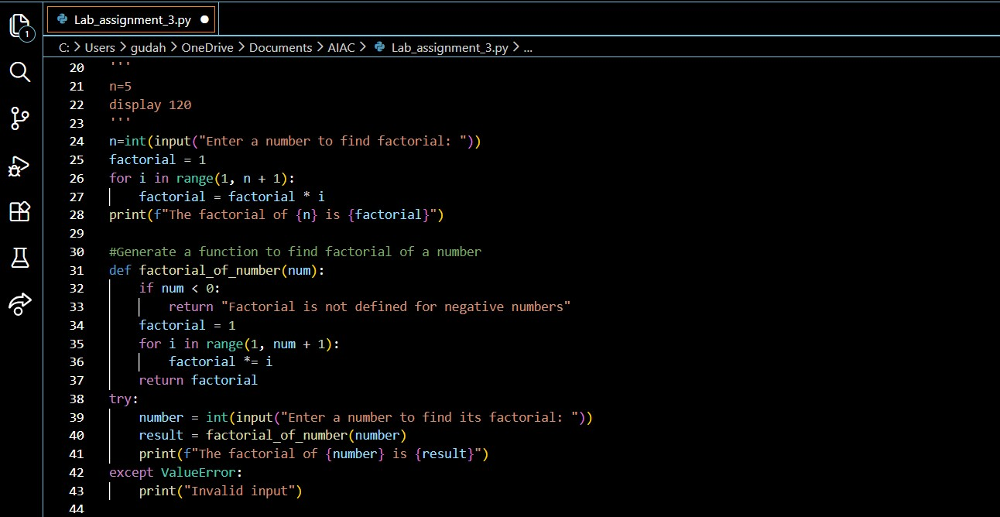 Lab_assignment_3.py
1
C: > Users > gudah > OneDrive > Documents > AIAC > Lab_assignment_3.py > ...
20 '''
21 n=5
22 display 120
23 '''
24 n=int(input("Enter a number to find factorial: "))
25 factorial = 1
26 for i in range(1, n + 1):
27     factorial = factorial * i
28 print(f"The factorial of {n} is {factorial}")
29
30 #Generate a function to find factorial of a number
31 def factorial_of_number(num):
32     if num < 0:
33         return "Factorial is not defined for negative numbers"
34     factorial = 1
35     for i in range(1, num + 1):
36         factorial *= i
37     return factorial
38 try:
39     number = int(input("Enter a number to find its factorial: "))
40     result = factorial_of_number(number)
41     print(f"The factorial of {number} is {result}")
42 except ValueError:
43     print("Invalid input")
44